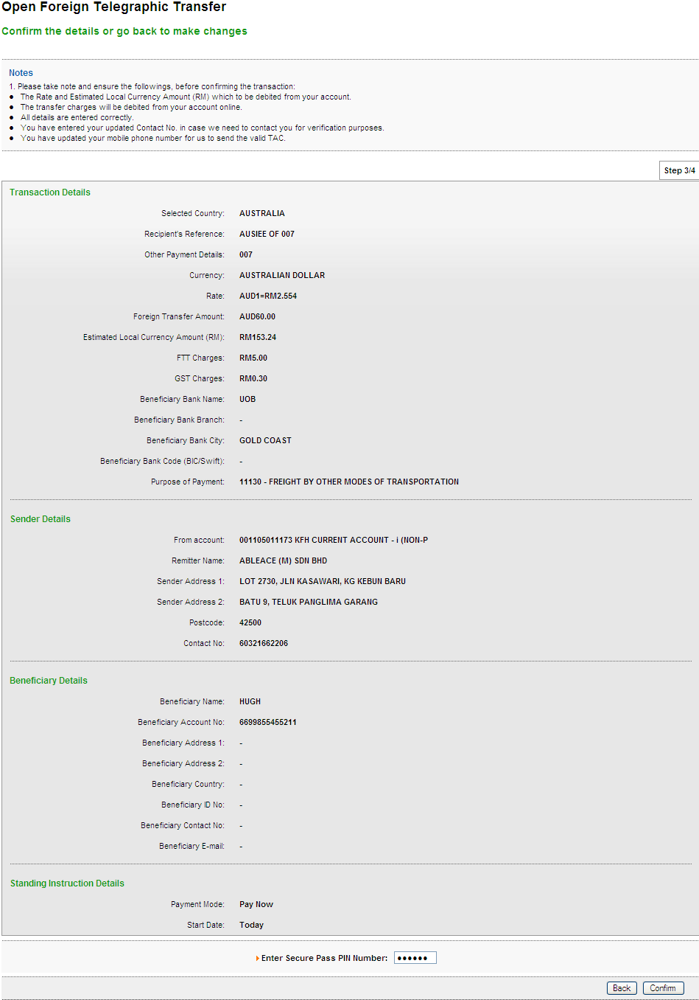 Open Foreign Telegraphic Transfer
Confirm the details or go back to make changes
Notes
1. Please take note and ensure the followings, before confirming the transaction:
● The Rate and Estimated Local Currency Amount (RM) which to be debited from your account.
● The transfer charges will be debited from your account online.
● All details are entered correctly.
● You have entered your updated Contact No. in case we need to contact you for verification purposes.
● You have updated your mobile phone number for us to send the valid TAC.
Step 3/4
Transaction Details
Selected Country: AUSTRALIA
Recipient's Reference: AUSIEE OF 007
Other Payment Details: 007
Currency: AUSTRALIAN DOLLAR
Rate: AUD1=RM2.554
Foreign Transfer Amount: AUD60.00
Estimated Local Currency Amount (RM): RM153.24
FTT Charges: RM5.00
GST Charges: RM0.30
Beneficiary Bank Name: UOB
Beneficiary Bank Branch: -
Beneficiary Bank City: GOLD COAST
Beneficiary Bank Code (BIC/Swift): -
Purpose of Payment: 11130 - FREIGHT BY OTHER MODES OF TRANSPORTATION
Sender Details
From account: 001105011173 KFH CURRENT ACCOUNT - i (NON-P
Remitter Name: ABLEACE (M) SDN BHD
Sender Address 1: LOT 2730, JLN KASAWARI, KG KEBUN BARU
Sender Address 2: BATU 9, TELUK PANGLIMA GARANG
Postcode: 42500
Contact No: 60321662206
Beneficiary Details
Beneficiary Name: HUGH
Beneficiary Account No: 6699855455211
Beneficiary Address 1: -
Beneficiary Address 2: -
Beneficiary Country: -
Beneficiary ID No: -
Beneficiary Contact No: -
Beneficiary E-mail: -
Standing Instruction Details
Payment Mode: Pay Now
Start Date: Today
Enter Secure Pass PIN Number: ●●●●●●
Back Confirm